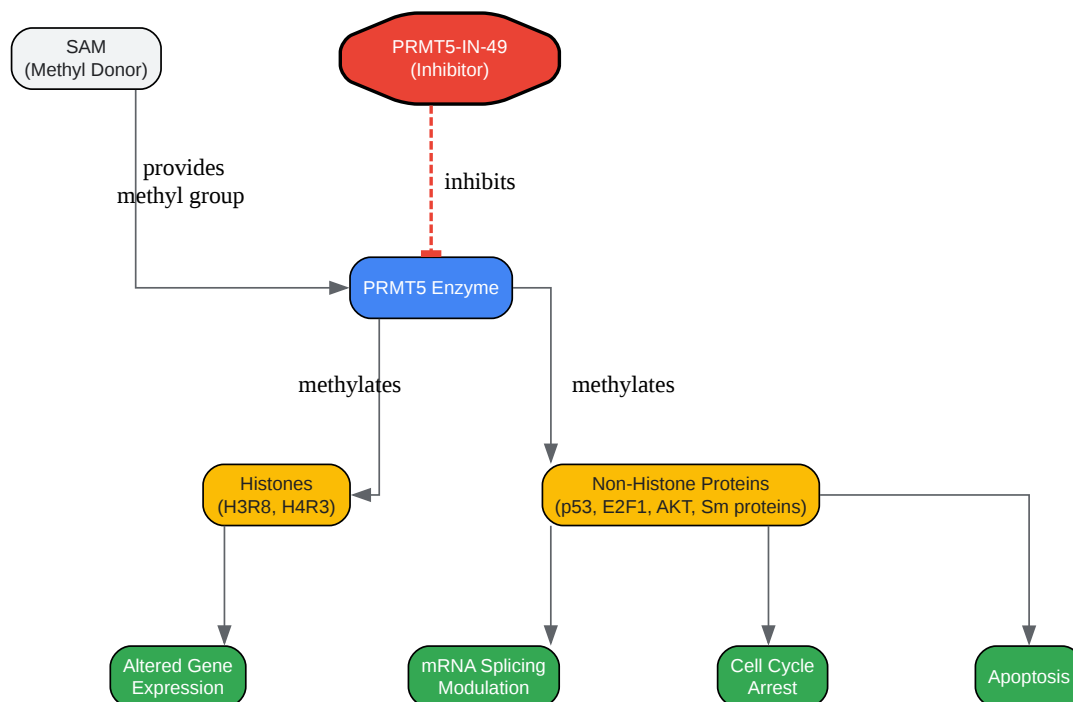 SAM
(Methyl Donor)
PRMT5-IN-49
(Inhibitor)
provides
methyl group
inhibits
PRMT5 Enzyme
methylates
methylates
Histones
(H3R8, H4R3)
Non-Histone Proteins
(p53, E2F1, AKT, Sm proteins)
Altered Gene
Expression
mRNA Splicing
Modulation
Cell Cycle
Arrest
Apoptosis